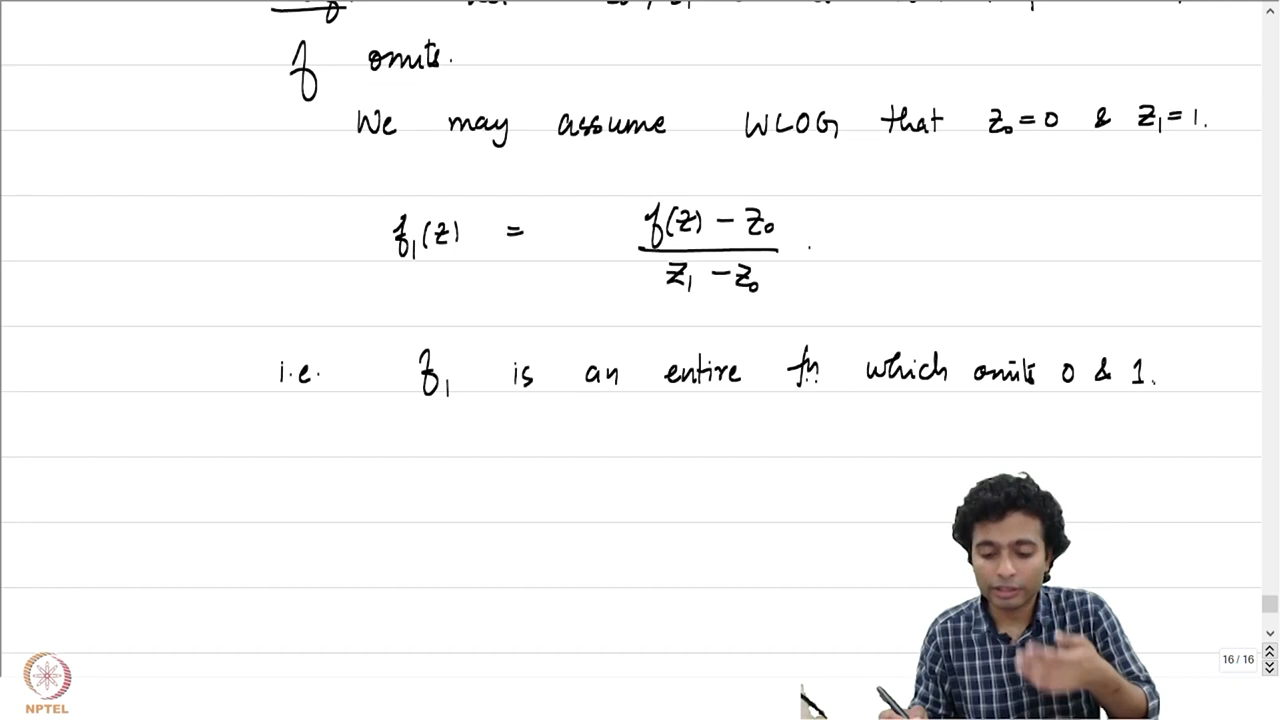 f omits.
We may assume WLOG that z₀ = 0 & z₁ = 1.
f₁(z) = \frac{f(z) - z₀}{z₁ - z₀} .
i.e. f₁ is an entire fn. which omits 0 & 1.
16 / 16
NPTEL